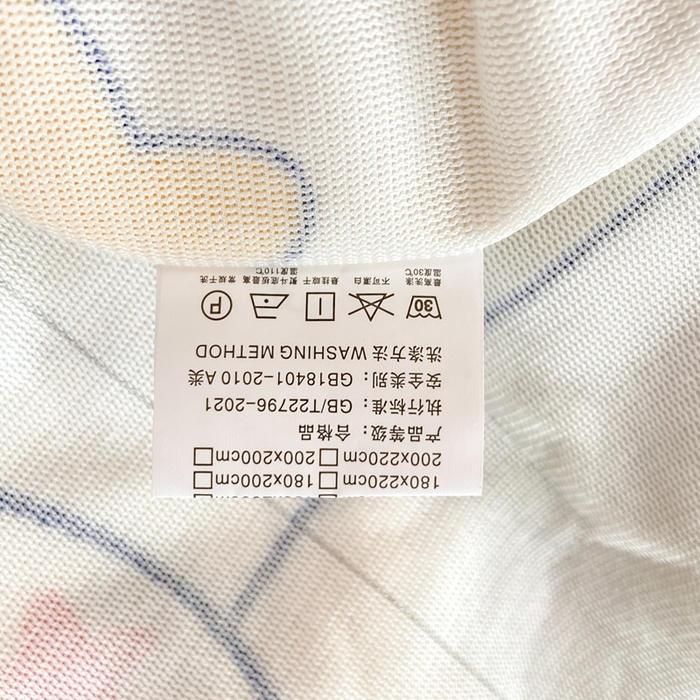 180x220cm□ 180x200cm□
200x220cm□ 200x200cm□
产品等级：合格品
执行标准：GB/T22796-2021
安全类别：GB18401-2010 A类
洗涤方法 WASHING METHOD
30 P
最高洗涤 不可漂白 悬挂晾干 熨斗底板最高 常规干洗
温度30℃ 温度110℃